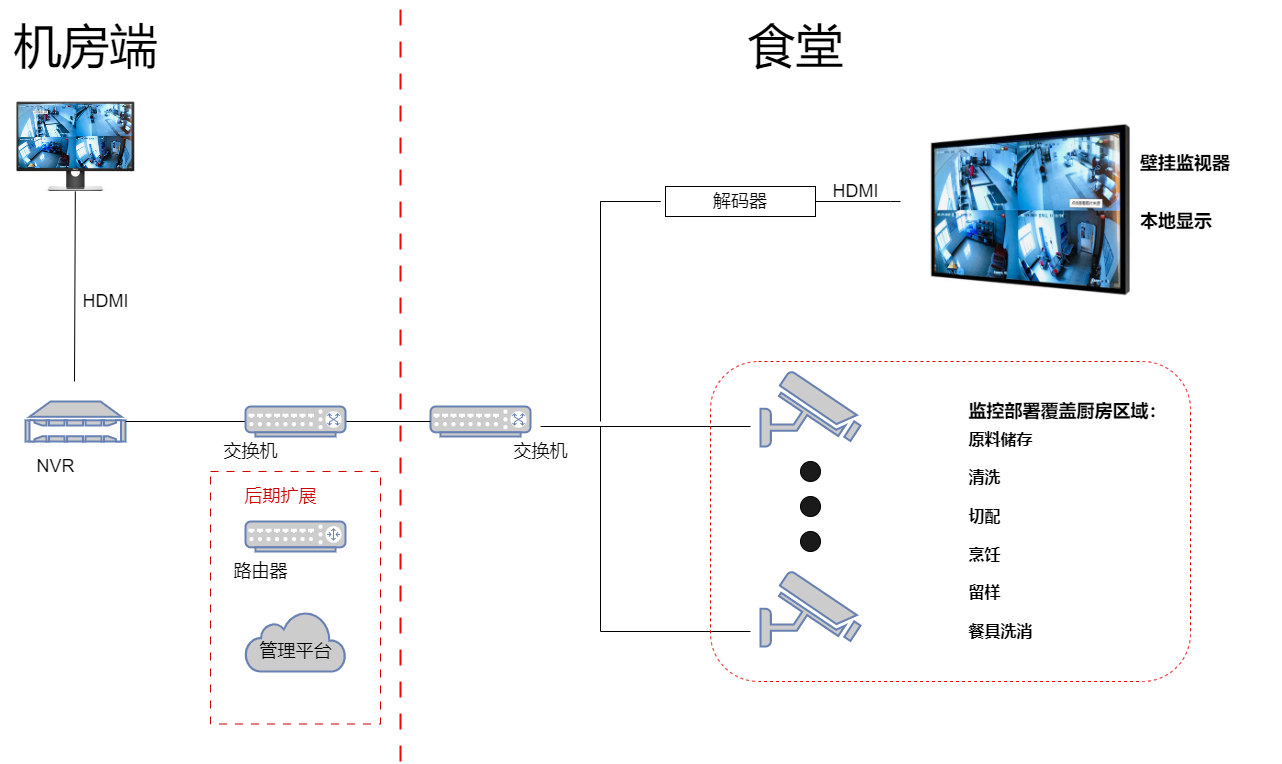 机房端
食堂
壁挂监视器
解码器
HDMI
本地显示
HDMI
监控部署覆盖厨房区域：
原料储存
交换机
交换机
NVR
清洗
后期扩展
切配
烹饪
路由器
留样
餐具洗消
管理平台